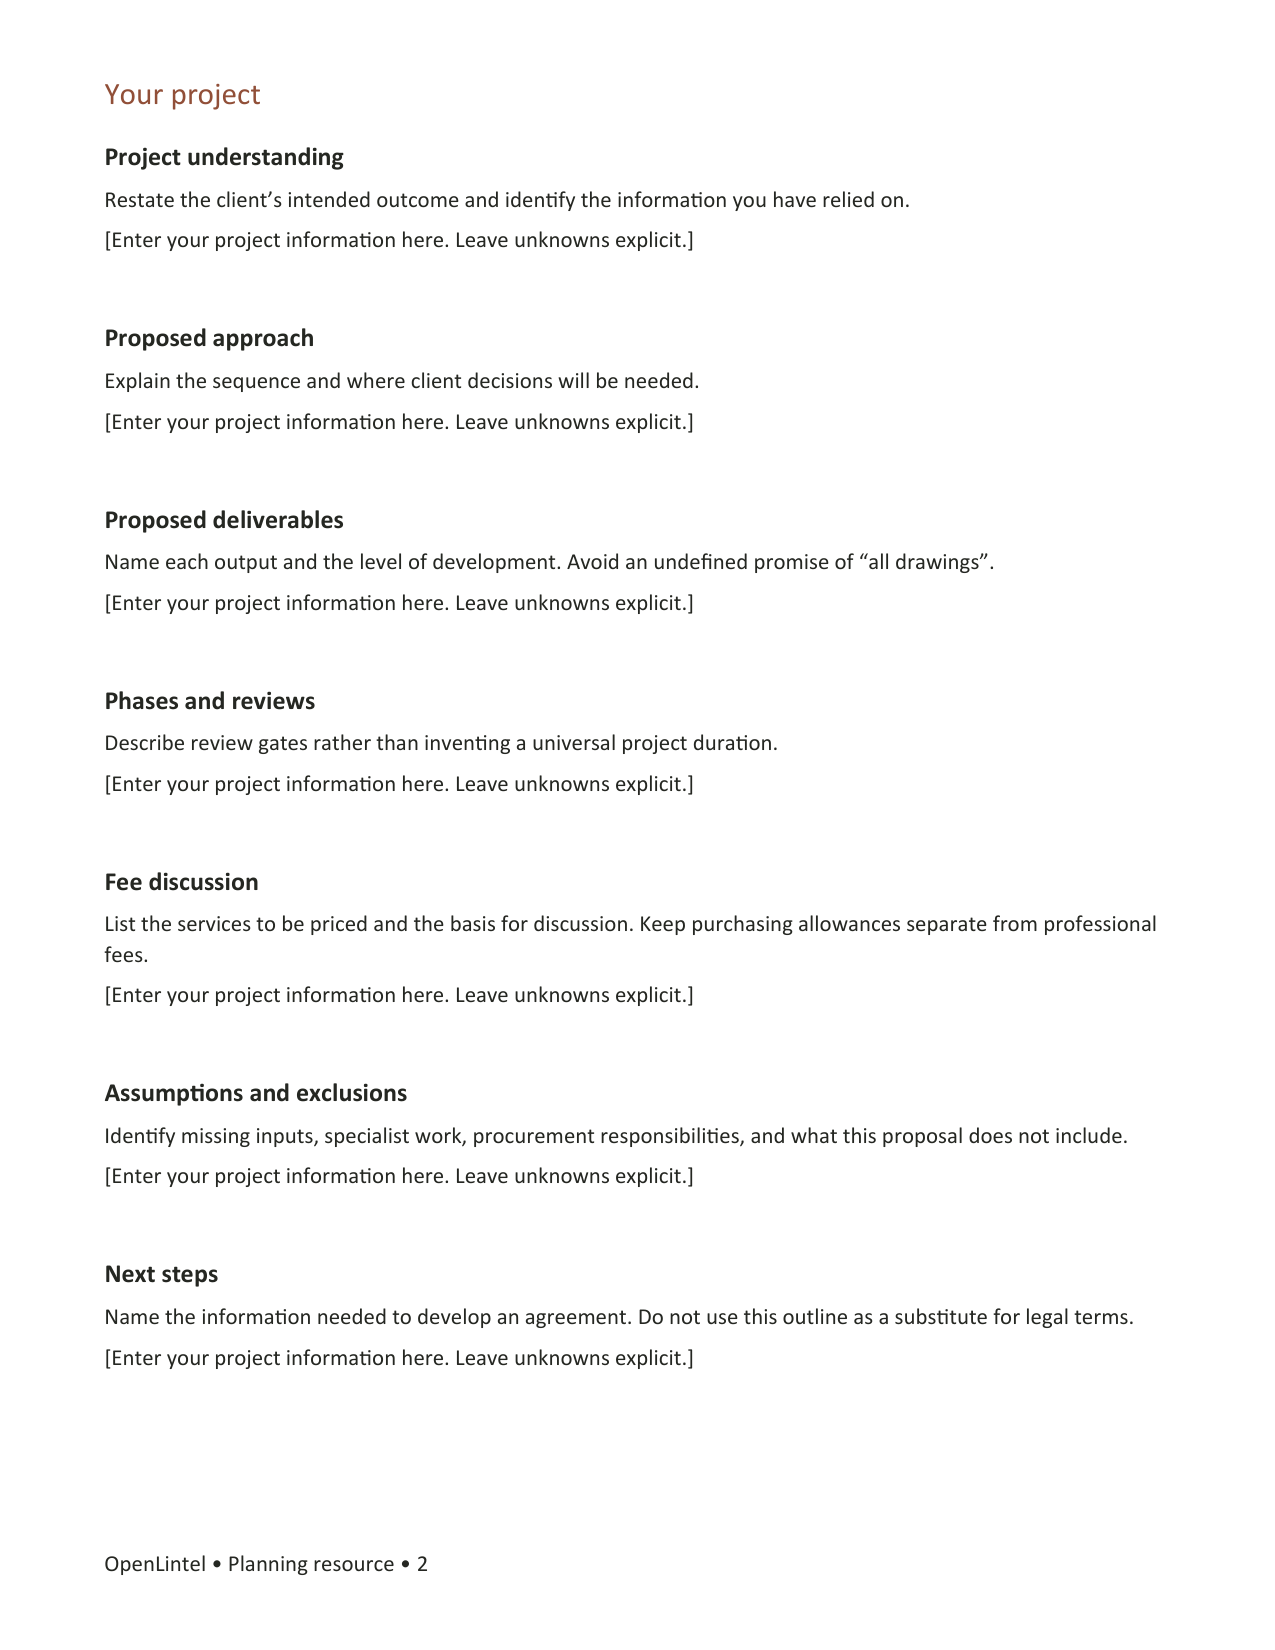 Your project
Project understanding
Restate the client’s intended outcome and identify the information you have relied on.
[Enter your project information here. Leave unknowns explicit.]
Proposed approach
Explain the sequence and where client decisions will be needed.
[Enter your project information here. Leave unknowns explicit.]
Proposed deliverables
Name each output and the level of development. Avoid an undefined promise of “all drawings”.
[Enter your project information here. Leave unknowns explicit.]
Phases and reviews
Describe review gates rather than inventing a universal project duration.
[Enter your project information here. Leave unknowns explicit.]
Fee discussion
List the services to be priced and the basis for discussion. Keep purchasing allowances separate from professional
fees.
[Enter your project information here. Leave unknowns explicit.]
Assumptions and exclusions
Identify missing inputs, specialist work, procurement responsibilities, and what this proposal does not include.
[Enter your project information here. Leave unknowns explicit.]
Next steps
Name the information needed to develop an agreement. Do not use this outline as a substitute for legal terms.
[Enter your project information here. Leave unknowns explicit.]
OpenLintel • Planning resource • 2